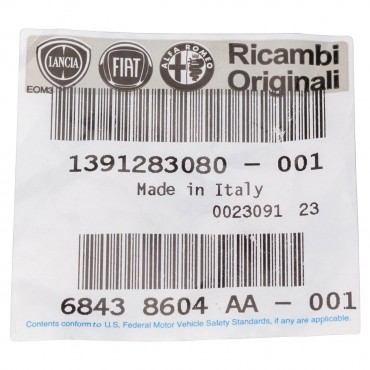 LANCIA FIAT ALFA ROMEO Ricambi
EOM3 Originali
1391283080 - 001
Made in Italy
0023091 23
6843 8604 AA - 001
Contents conform to U.S. Federal Motor Vehicle Safety Standards, if any are applicable.